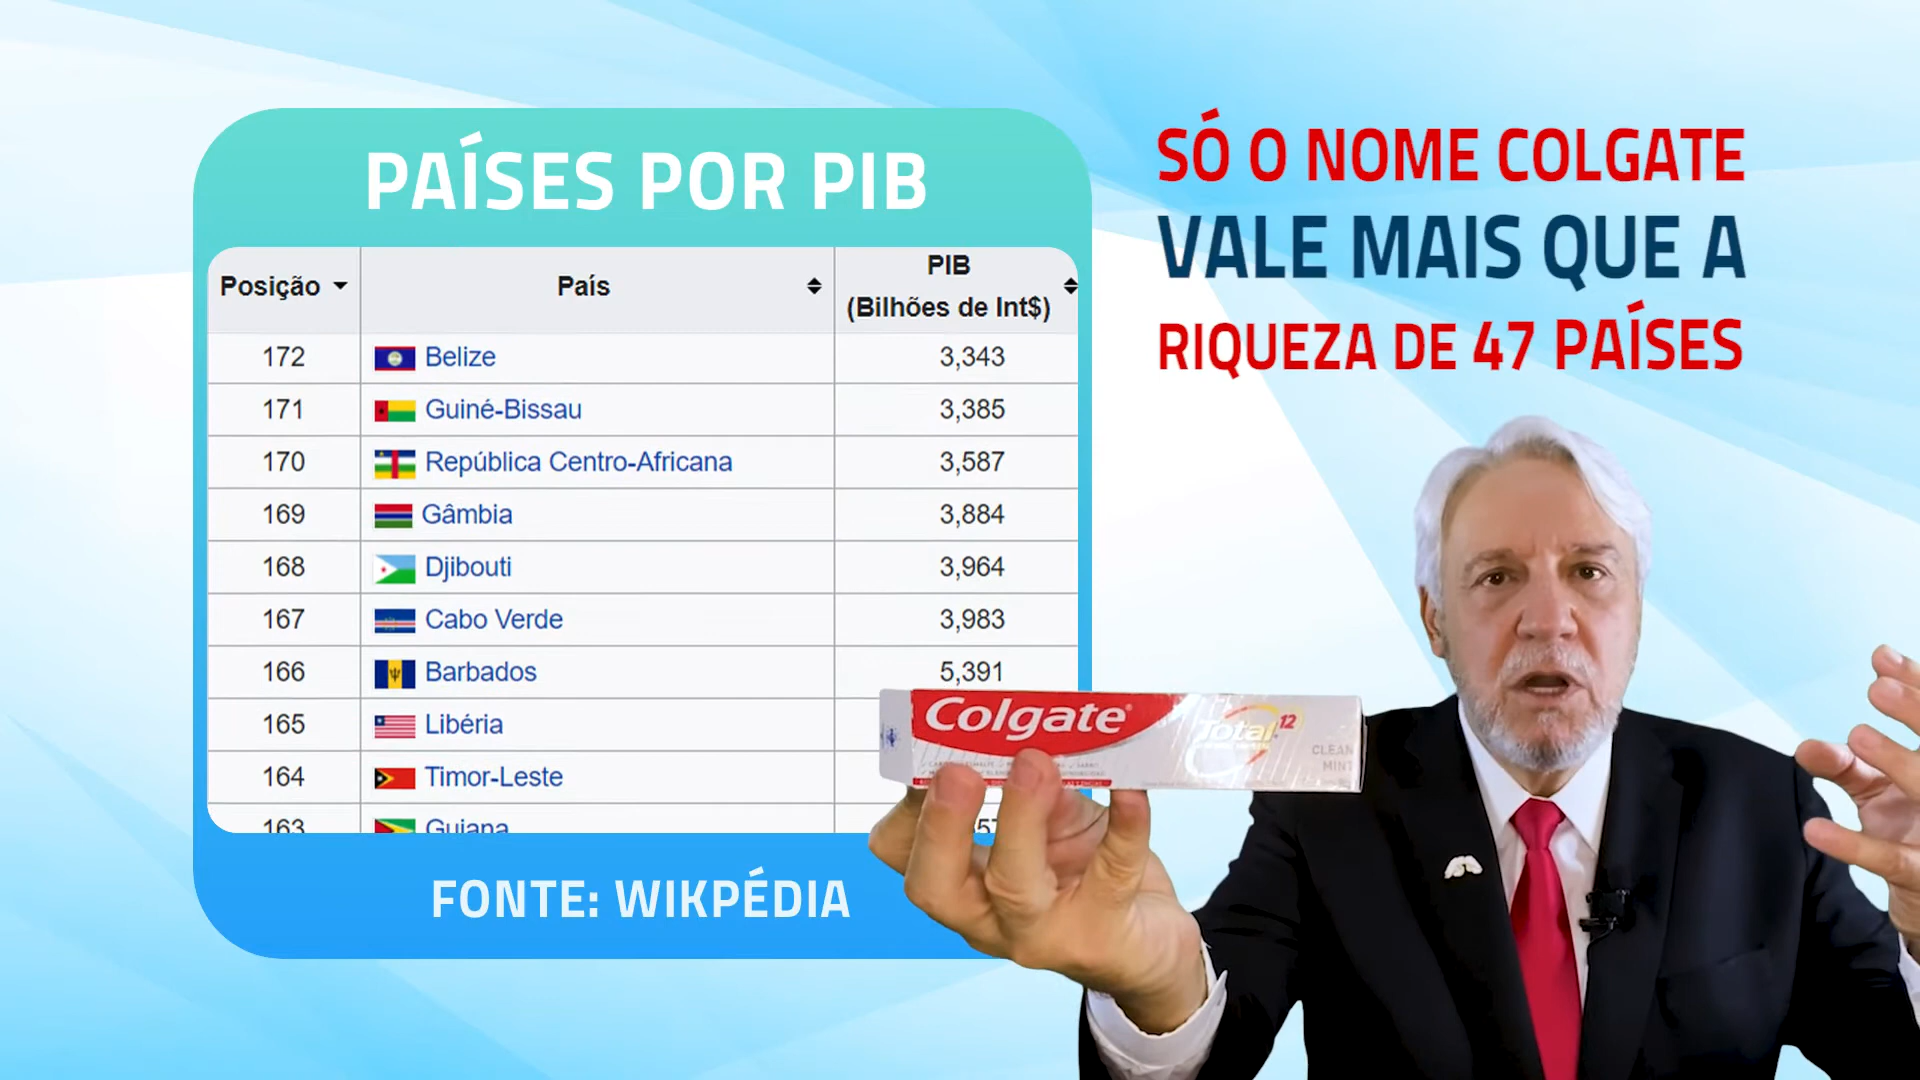 PAÍSES POR PIB
Posição País PIB
(Bilhões de Int$)
172 Belize 3,343
171 Guiné-Bissau 3,385
170 República Centro-Africana 3,587
169 Gâmbia 3,884
168 Djibouti 3,964
167 Cabo Verde 3,983
166 Barbados 5,391
165 Libéria
164 Timor-Leste
163 Guiana
FONTE: WIKPÉDIA
SÓ O NOME COLGATE
VALE MAIS QUE A
RIQUEZA DE 47 PAÍSES
Colgate
Total 12
CLEAN
MINT